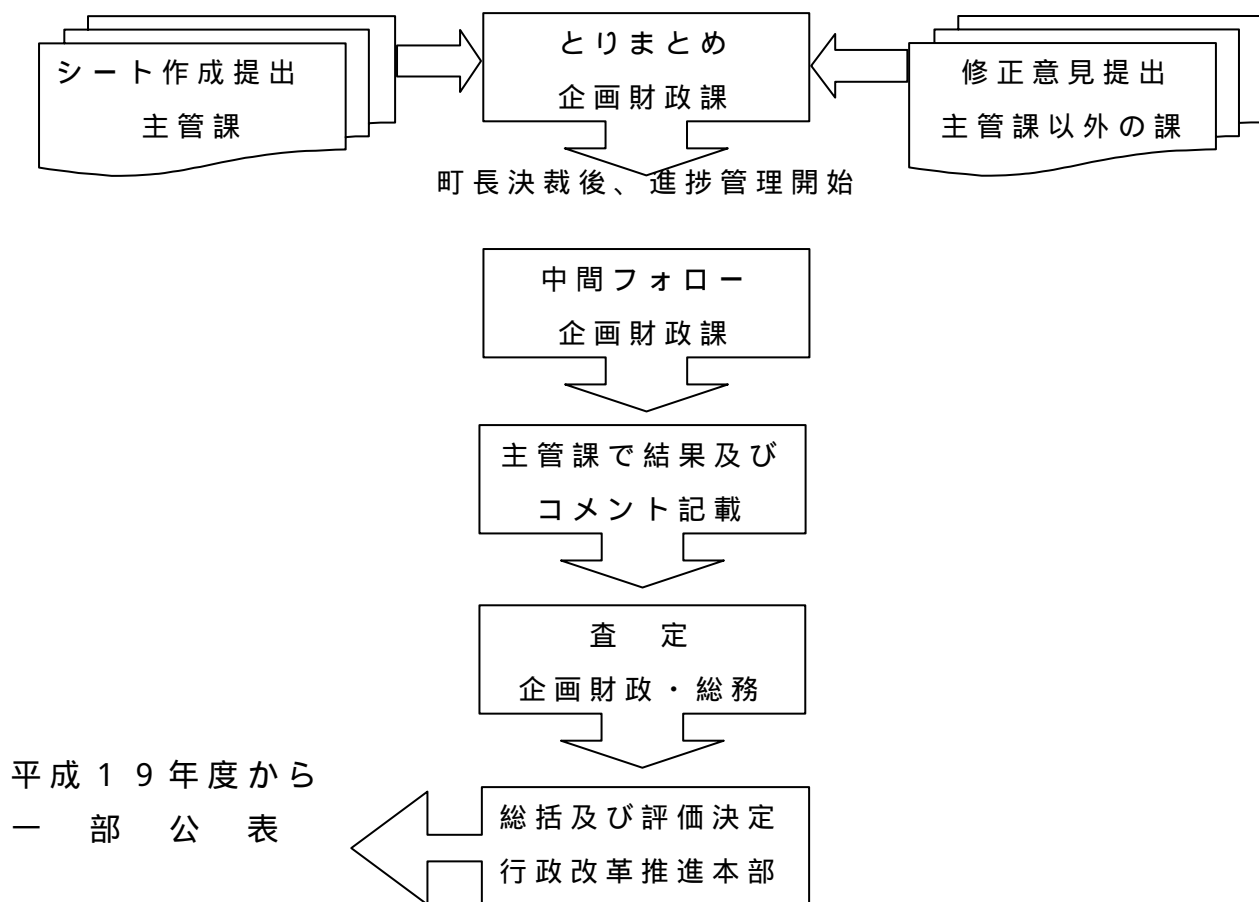 シート作成提出
主管課
とりまとめ
企画財政課
修正意見提出
主管課以外の課
町長決裁後、進捗管理開始
中間フォロー
企画財政課
主管課で結果及び
コメント記載
査　定
企画財政・総務
平成１９年度から
一　部　公　表
総括及び評価決定
行政改革推進本部